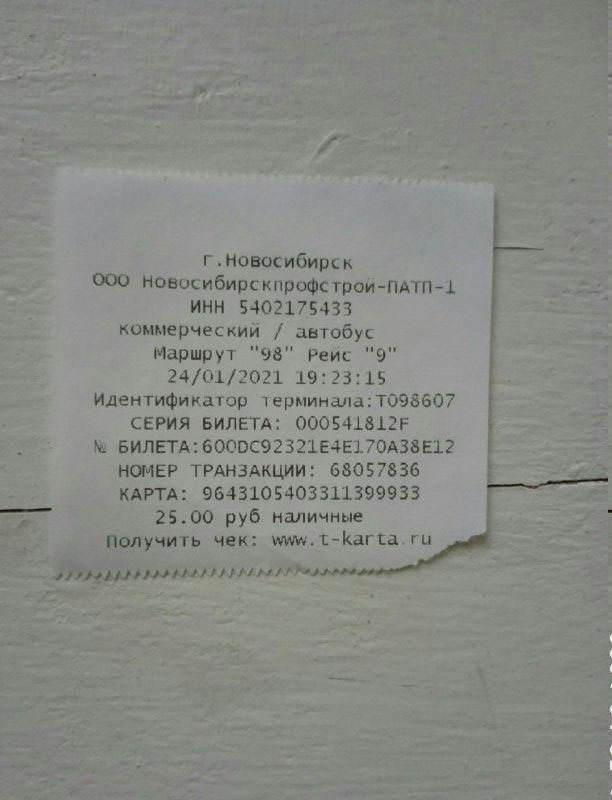 г.Новосибирск
ООО Новосибирскпрофстрой-ПАТП-1
ИНН 5402175433
коммерческий / автобус
Маршрут "98" Рейс "9"
24/01/2021 19:23:15
Идентификатор терминала:T098607
СЕРИЯ БИЛЕТА: 000541812F
№ БИЛЕТА:600DC92321E4E170A38E12
НОМЕР ТРАНЗАКЦИИ: 68057836
КАРТА: 9643105403311399933
25.00 руб наличные
Получить чек: www.t-karta.ru